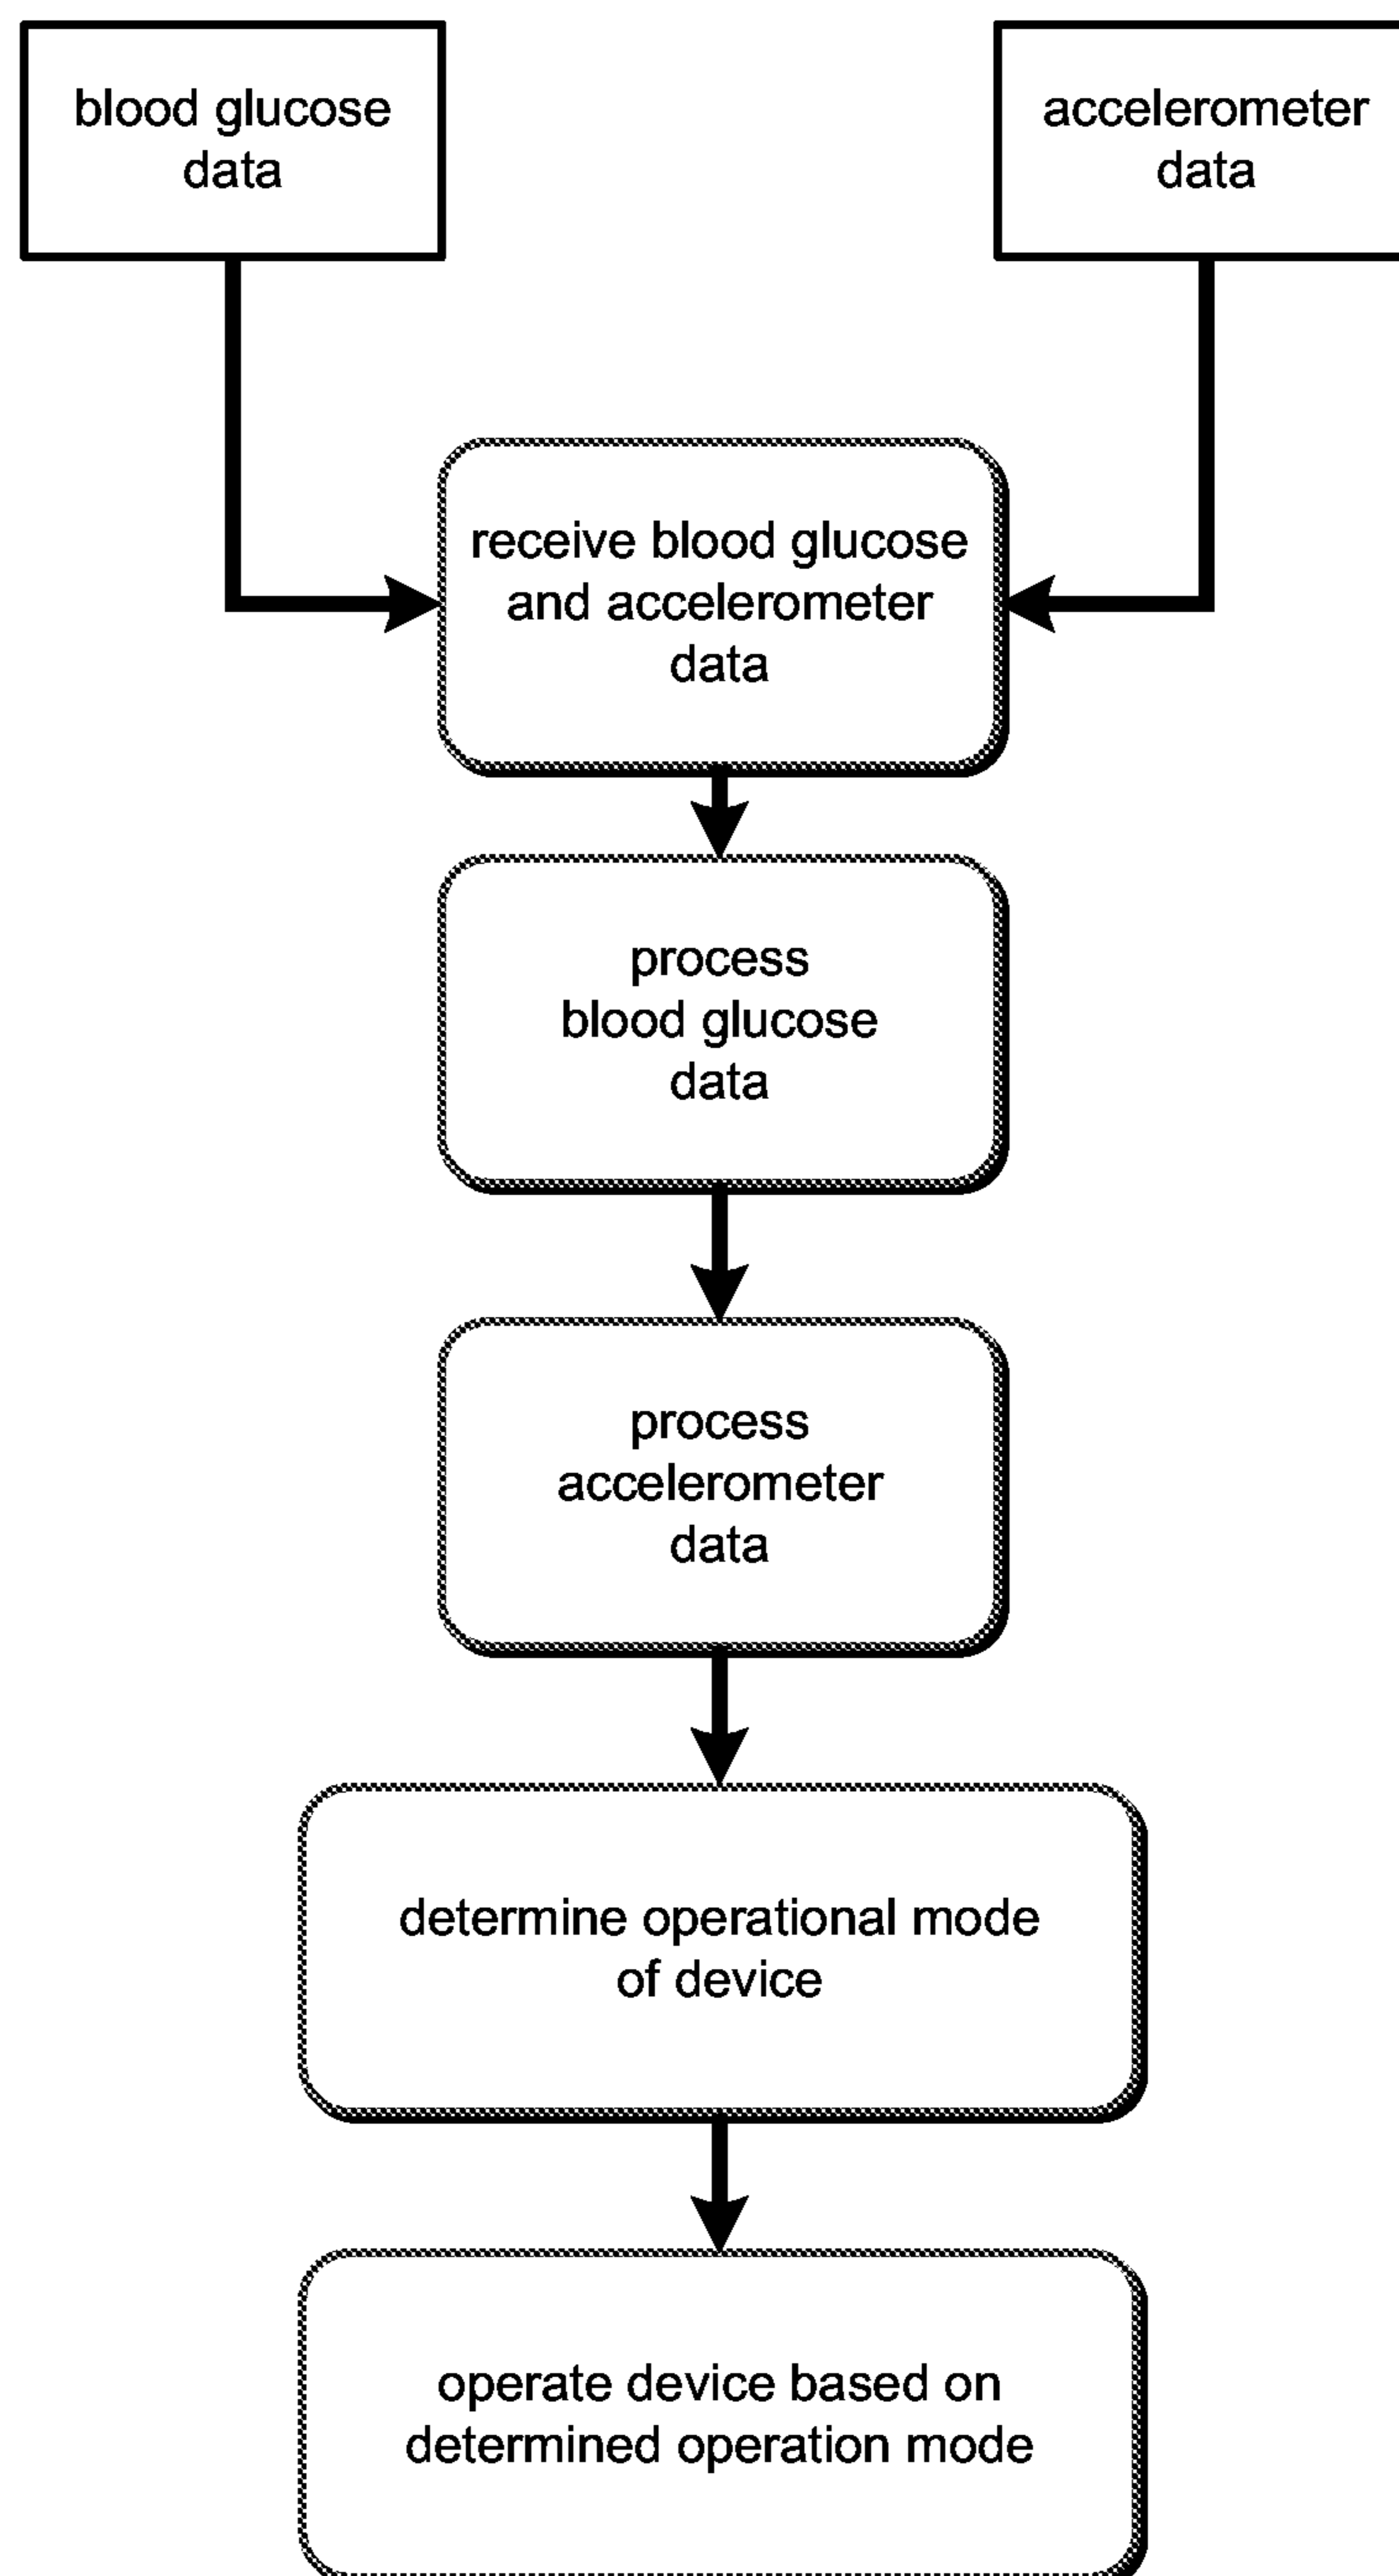 blood glucose
data
accelerometer
data
receive blood glucose
and accelerometer
data
process
blood glucose
data
process
accelerometer
data
determine operational mode
of device
operate device based on
determined operation mode